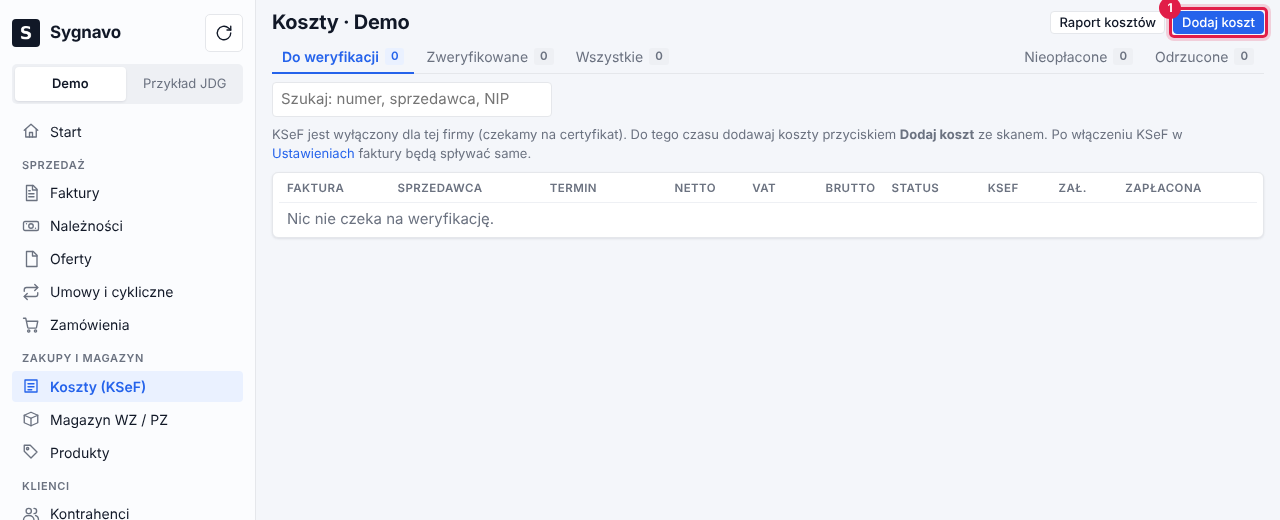 S Sygnavo
Demo Przykład JDG
Start
SPRZEDAŻ
Faktury
Należności
Oferty
Umowy i cykliczne
Zamówienia
ZAKUPY I MAGAZYN
Koszty (KSeF)
Magazyn WZ / PZ
Produkty
KLIENCI
Kontrahenci
Koszty · Demo
Raport kosztów
1
Dodaj koszt
Do weryfikacji 0 Zweryfikowane 0 Wszystkie 0 Nieopłacone 0 Odrzucone 0
Szukaj: numer, sprzedawca, NIP
KSeF jest wyłączony dla tej firmy (czekamy na certyfikat). Do tego czasu dodawaj koszty przyciskiem Dodaj koszt ze skanem. Po włączeniu KSeF w
Ustawieniach faktury będą spływać same.
FAKTURA SPRZEDAWCA TERMIN NETTO VAT BRUTTO STATUS KSEF ZAŁ. ZAPŁACONA
Nic nie czeka na weryfikację.